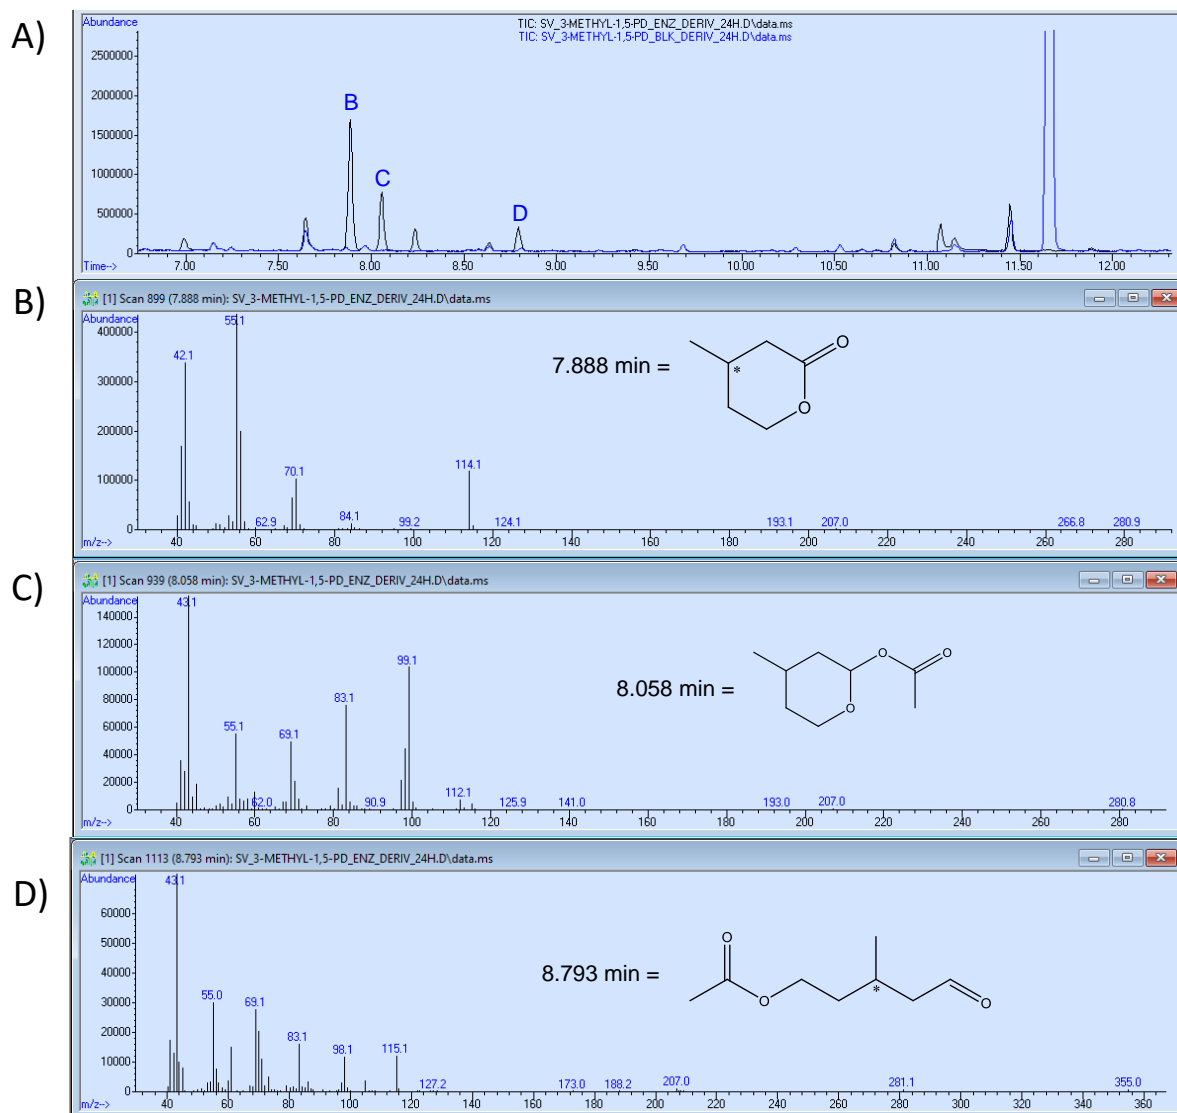 A)
Abundance
TIC: SV_3-METHYL-1,5-PD_ENZ_DERIV_24H.D\data.ms
TIC: SV_3-METHYL-1,5-PD_BLK_DERIV_24H.D\data.ms
2500000
2000000
1500000
1000000
500000
0
B
C
D
Time-->
7.00 7.50 8.00 8.50 9.00 9.50 10.00 10.50 11.00 11.50 12.00
B)
[1] Scan 899 (7.888 min): SV_3-METHYL-1,5-PD_ENZ_DERIV_24H.D\data.ms
Abundance
400000
300000
200000
100000
0
55.1
42.1
70.1
114.1
62.9 84.1 99.2 124.1 193.1 207.0 266.8 280.9
7.888 min =
O
O
*
m/z-->
40 60 80 100 120 140 160 180 200 220 240 260 280
C)
[1] Scan 939 (8.058 min): SV_3-METHYL-1,5-PD_ENZ_DERIV_24H.D\data.ms
Abundance
140000
120000
100000
80000
60000
40000
20000
0
43.1
99.1
83.1
55.1 69.1
62.0 90.9 112.1 125.9 141.0 193.0 207.0 280.8
8.058 min =
O O
O
m/z-->
40 60 80 100 120 140 160 180 200 220 240 260 280
D)
[1] Scan 1113 (8.793 min): SV_3-METHYL-1,5-PD_ENZ_DERIV_24H.D\data.ms
Abundance
60000
50000
40000
30000
20000
10000
0
43.1
55.0 69.1
83.1 98.1 115.1
127.2 173.0 188.2 207.0 281.1 355.0
8.793 min =
O
O
*
O
m/z-->
40 60 80 100 120 140 160 180 200 220 240 260 280 300 320 340 360